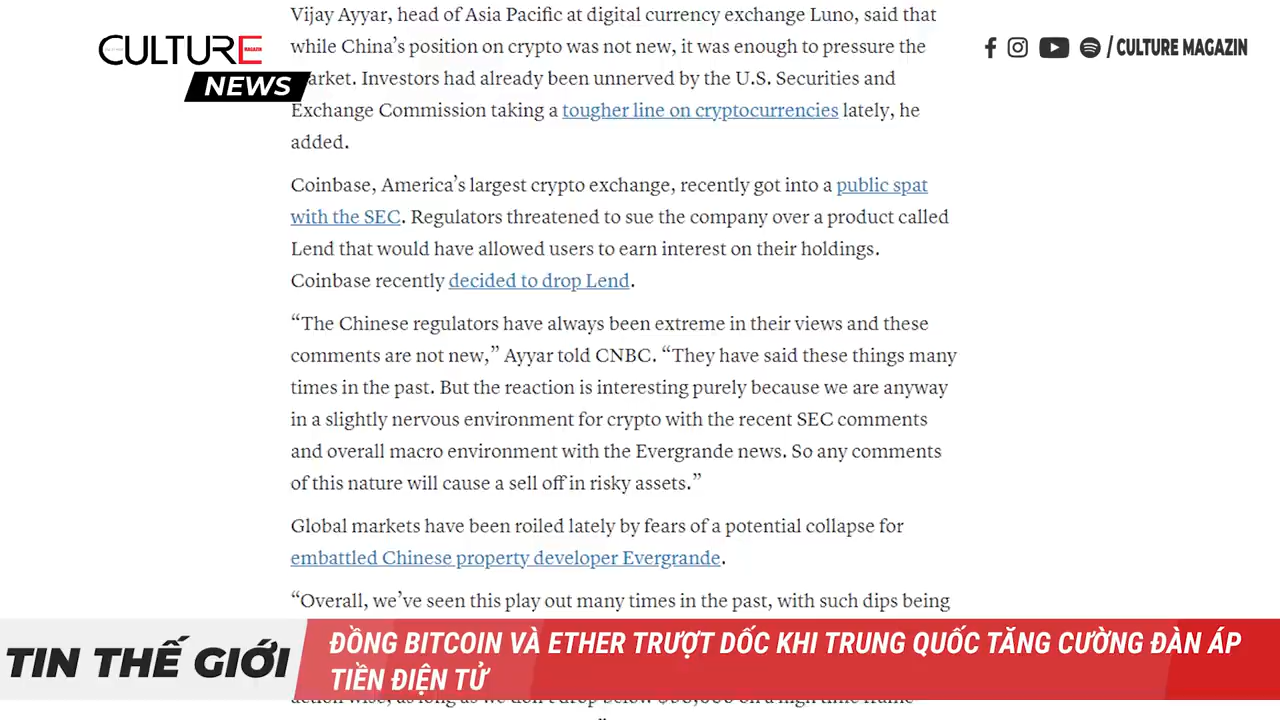 Vijay Ayyar, head of Asia Pacific at digital currency exchange Luno, said that
while China’s position on crypto was not new, it was enough to pressure the
CULTURE
MAGAZIN
/ CULTURE MAGAZIN
NEWS
market. Investors had already been unnerved by the U.S. Securities and
Exchange Commission taking a tougher line on cryptocurrencies lately, he
added.
Coinbase, America’s largest crypto exchange, recently got into a public spat
with the SEC. Regulators threatened to sue the company over a product called
Lend that would have allowed users to earn interest on their holdings.
Coinbase recently decided to drop Lend.
“The Chinese regulators have always been extreme in their views and these
comments are not new,” Ayyar told CNBC. “They have said these things many
times in the past. But the reaction is interesting purely because we are anyway
in a slightly nervous environment for crypto with the recent SEC comments
and overall macro environment with the Evergrande news. So any comments
of this nature will cause a sell off in risky assets.”
Global markets have been roiled lately by fears of a potential collapse for
embattled Chinese property developer Evergrande.
“Overall, we’ve seen this play out many times in the past, with such dips being
TIN THẾ GIỚI
ĐỒNG BITCOIN VÀ ETHER TRƯỢT DỐC KHI TRUNG QUỐC TĂNG CƯỜNG ĐÀN ÁP
TIỀN ĐIỆN TỬ